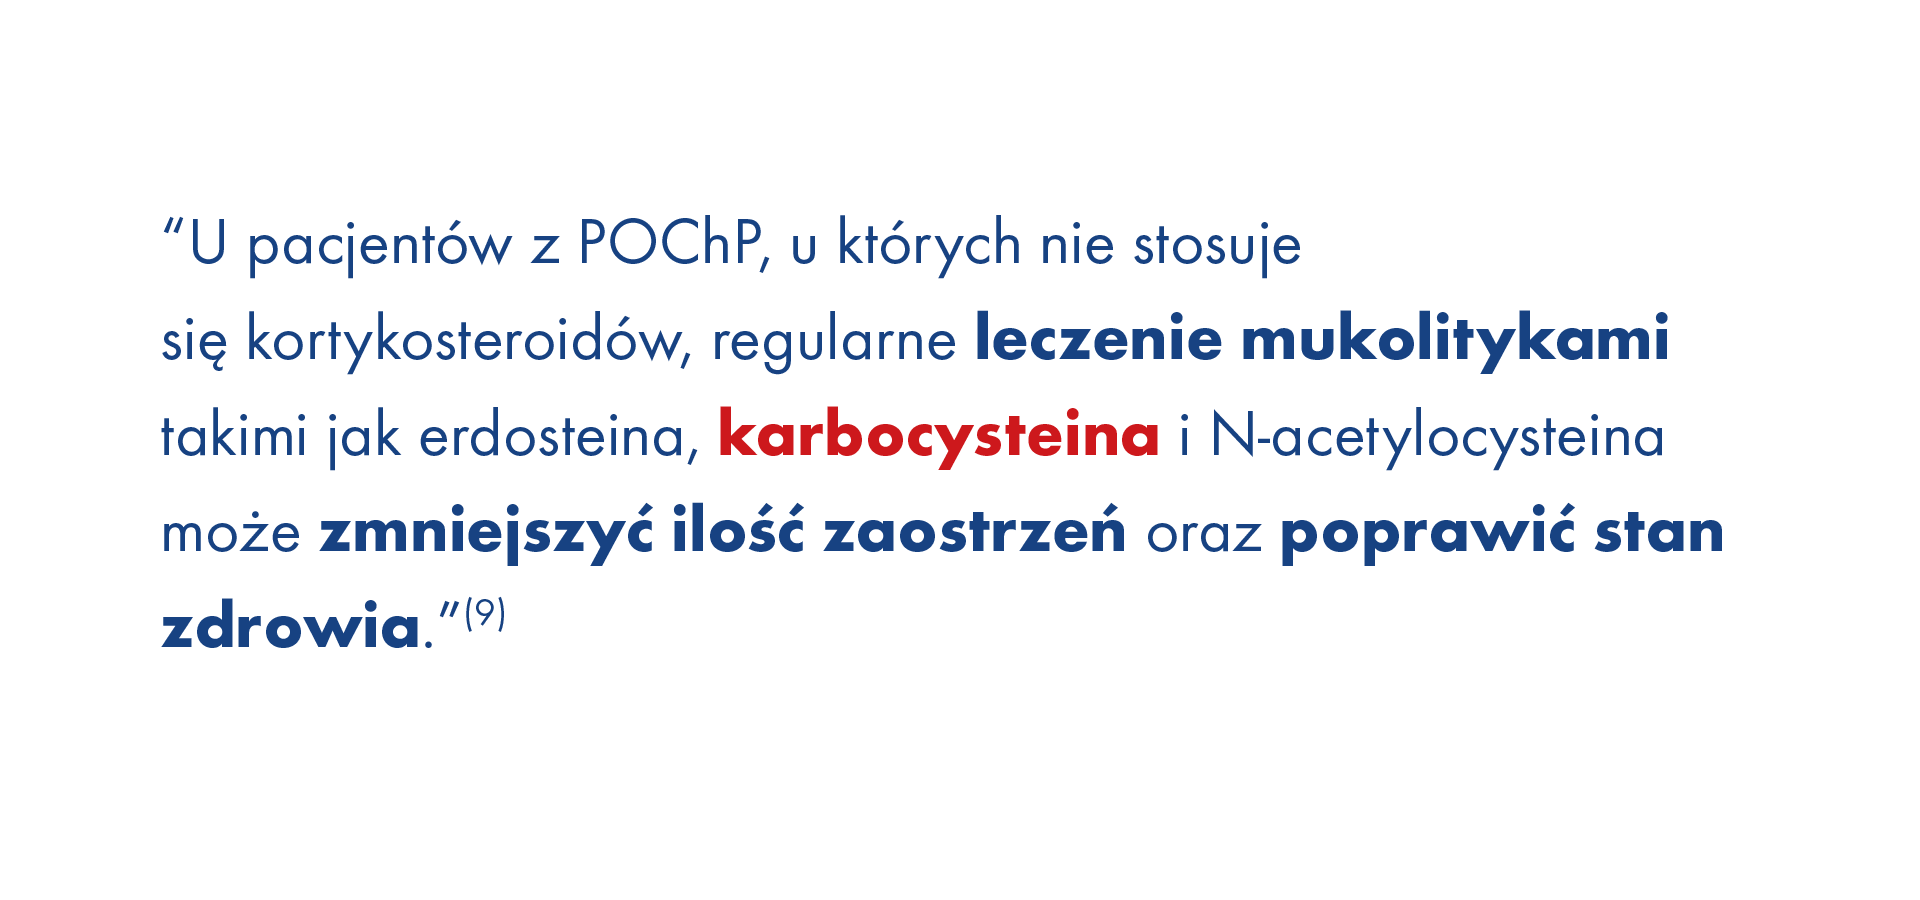 “U pacjentów z POChP, u których nie stosuje
się kortykosteroidów, regularne leczenie mukolitykami
takimi jak erdosteina, karbocysteina i N-acetylocysteina
może zmniejszyć ilość zaostrzeń oraz poprawić stan
zdrowia.”(9)